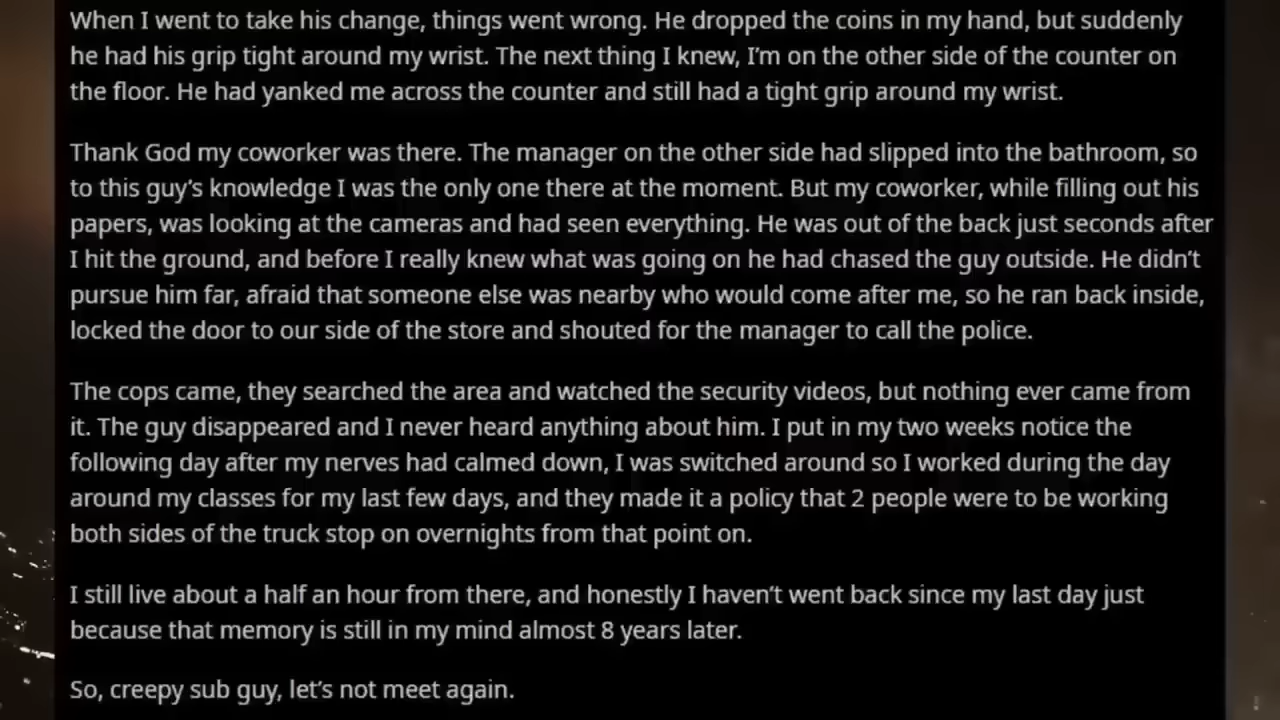 When I went to take his change, things went wrong. He dropped the coins in my hand, but suddenly
he had his grip tight around my wrist. The next thing I knew, I’m on the other side of the counter on
the floor. He had yanked me across the counter and still had a tight grip around my wrist.
Thank God my coworker was there. The manager on the other side had slipped into the bathroom, so
to this guy’s knowledge I was the only one there at the moment. But my coworker, while filling out his
papers, was looking at the cameras and had seen everything. He was out of the back just seconds after
I hit the ground, and before I really knew what was going on he had chased the guy outside. He didn’t
pursue him far, afraid that someone else was nearby who would come after me, so he ran back inside,
locked the door to our side of the store and shouted for the manager to call the police.
The cops came, they searched the area and watched the security videos, but nothing ever came from
it. The guy disappeared and I never heard anything about him. I put in my two weeks notice the
following day after my nerves had calmed down, I was switched around so I worked during the day
around my classes for my last few days, and they made it a policy that 2 people were to be working
both sides of the truck stop on overnights from that point on.
I still live about a half an hour from there, and honestly I haven’t went back since my last day just
because that memory is still in my mind almost 8 years later.
So, creepy sub guy, let’s not meet again.